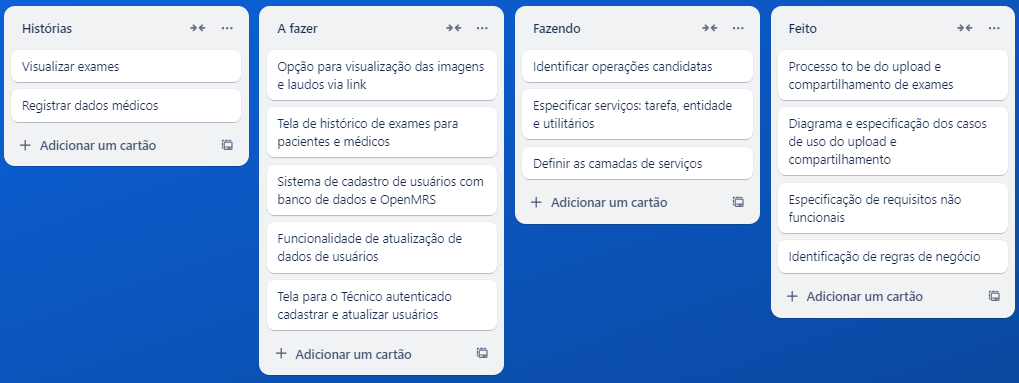 Histórias
Visualizar exames
Registrar dados médicos
Adicionar um cartão
A fazer
Opção para visualização das imagens
e laudos via link
Tela de histórico de exames para
pacientes e médicos
Sistema de cadastro de usuários com
banco de dados e OpenMRS
Funcionalidade de atualização de
dados de usuários
Tela para o Técnico autenticado
cadastrar e atualizar usuários
Adicionar um cartão
Fazendo
Identificar operações candidatas
Especificar serviços: tarefa, entidade
e utilitários
Definir as camadas de serviços
Adicionar um cartão
Feito
Processo to be do upload e
compartilhamento de exames
Diagrama e especificação dos casos
de uso do upload e
compartilhamento
Especificação de requisitos não
funcionais
Identificação de regras de negócio
Adicionar um cartão